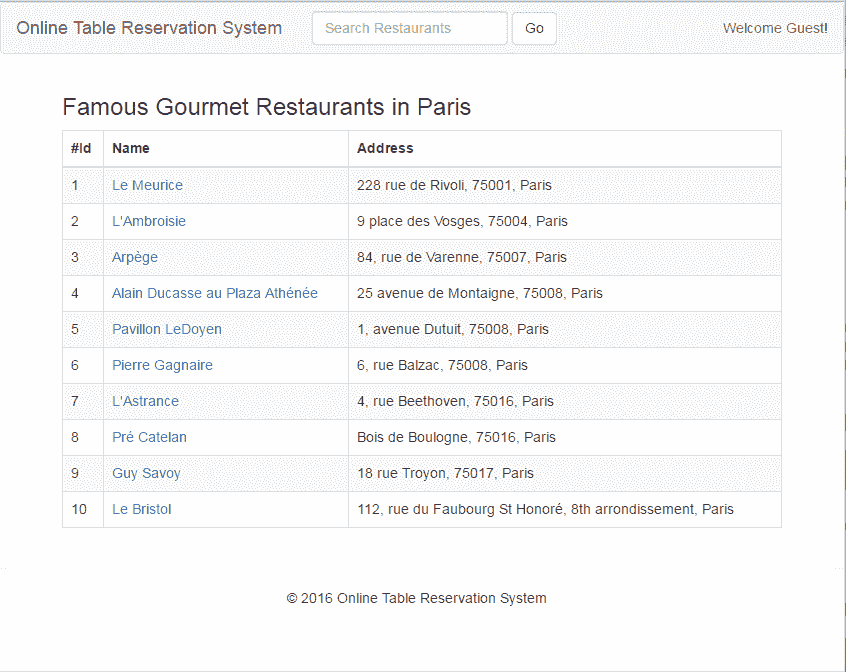 Online Table Reservation System Search Restaurants Go Welcome Guest!
Famous Gourmet Restaurants in Paris
#Id Name Address
1 Le Meurice 228 rue de Rivoli, 75001, Paris
2 L'Ambroisie 9 place des Vosges, 75004, Paris
3 Arpège 84, rue de Varenne, 75007, Paris
4 Alain Ducasse au Plaza Athénée 25 avenue de Montaigne, 75008, Paris
5 Pavillon LeDoyen 1, avenue Dutuit, 75008, Paris
6 Pierre Gagnaire 6, rue Balzac, 75008, Paris
7 L'Astrance 4, rue Beethoven, 75016, Paris
8 Pré Catelan Bois de Boulogne, 75016, Paris
9 Guy Savoy 18 rue Troyon, 75017, Paris
10 Le Bristol 112, rue du Faubourg St Honoré, 8th arrondissement, Paris
© 2016 Online Table Reservation System